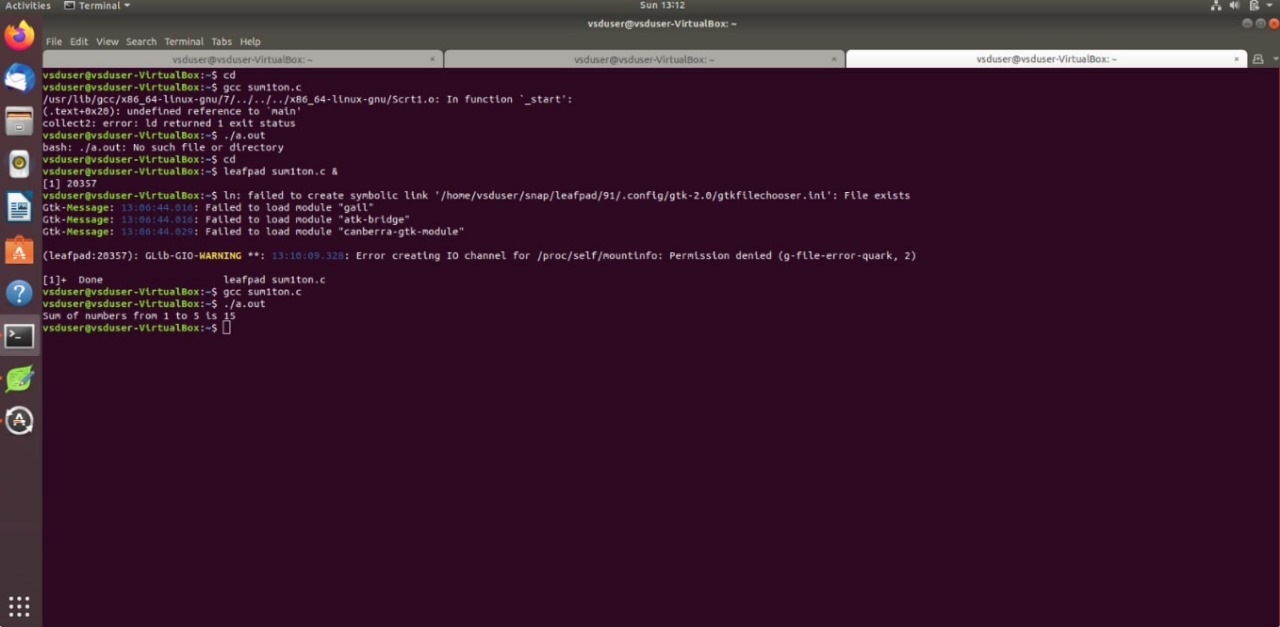 Activities Terminal Sun 13:12
vsduser@vsduser-VirtualBox: ~
File Edit View Search Terminal Tabs Help
vsduser@vsduser-VirtualBox: ~ × vsduser@vsduser-VirtualBox: ~ × vsduser@vsduser-VirtualBox: ~ ×
vsduser@vsduser-VirtualBox:~$ cd
vsduser@vsduser-VirtualBox:~$ gcc sum1ton.c
/usr/lib/gcc/x86_64-linux-gnu/7/../../../x86_64-linux-gnu/Scrt1.o: In function `_start':
(.text+0x20): undefined reference to `main'
collect2: error: ld returned 1 exit status
vsduser@vsduser-VirtualBox:~$ ./a.out
bash: ./a.out: No such file or directory
vsduser@vsduser-VirtualBox:~$ cd
vsduser@vsduser-VirtualBox:~$ leafpad sum1ton.c &
[1] 20357
vsduser@vsduser-VirtualBox:~$ ln: failed to create symbolic link '/home/vsduser/snap/leafpad/91/.config/gtk-2.0/gtkfilechooser.ini': File exists
Gtk-Message: 13:06:44.016: Failed to load module "gail"
Gtk-Message: 13:06:44.016: Failed to load module "atk-bridge"
Gtk-Message: 13:06:44.029: Failed to load module "canberra-gtk-module"
(leafpad:20357): GLib-GIO-WARNING **: 13:10:09.328: Error creating IO channel for /proc/self/mountinfo: Permission denied (g-file-error-quark, 2)
[1]+  Done                    leafpad sum1ton.c
vsduser@vsduser-VirtualBox:~$ gcc sum1ton.c
vsduser@vsduser-VirtualBox:~$ ./a.out
Sum of numbers from 1 to 5 is 15
vsduser@vsduser-VirtualBox:~$